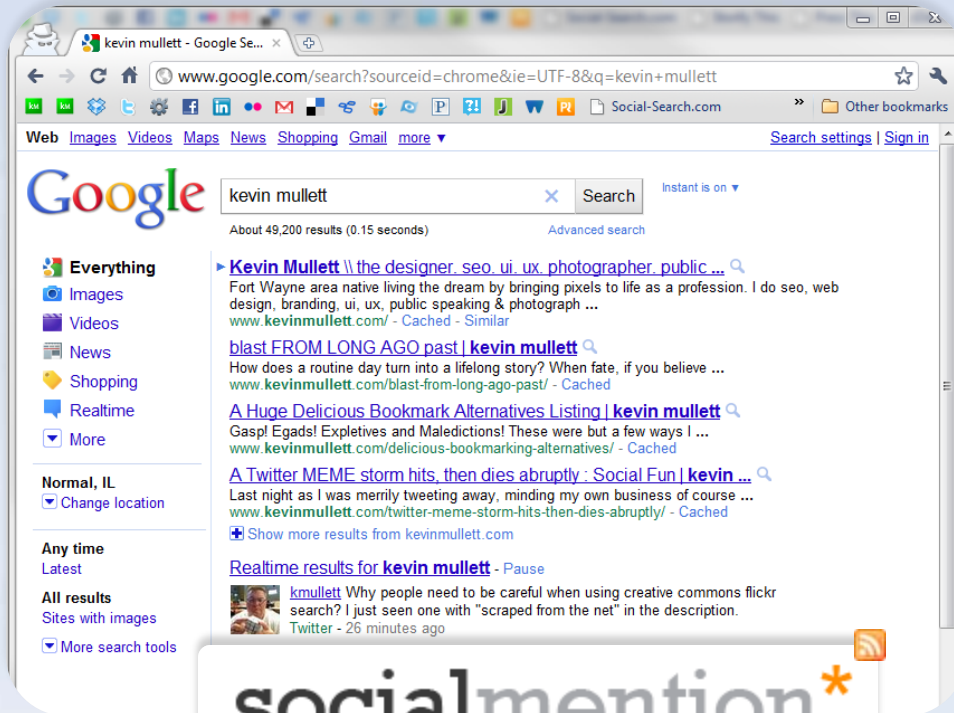 kevin mullett - Google Se...
www.google.com/search?sourceid=chrome&ie=UTF-8&q=kevin+mullett
Social-Search.com » Other bookmarks
Web Images Videos Maps News Shopping Gmail more ▼ Search settings | Sign in
Google
kevin mullett
Search
Instant is on ▼
About 49,200 results (0.15 seconds) Advanced search
Everything
Images
Videos
News
Shopping
Realtime
More
Normal, IL
Change location
Any time
Latest
All results
Sites with images
More search tools
Kevin Mullett \\ the designer. seo. ui. ux. photographer. public ...
Fort Wayne area native living the dream by bringing pixels to life as a profession. I do seo, web
design, branding, ui, ux, public speaking & photograph ...
www.kevinmullett.com/ - Cached - Similar
blast FROM LONG AGO past | kevin mullett
How does a routine day turn into a lifelong story? When fate, if you believe ...
www.kevinmullett.com/blast-from-long-ago-past/ - Cached
A Huge Delicious Bookmark Alternatives Listing | kevin mullett
Gasp! Egads! Expletives and Maledictions! These were but a few ways I ...
www.kevinmullett.com/delicious-bookmarking-alternatives/ - Cached
A Twitter MEME storm hits, then dies abruptly : Social Fun | kevin ...
Last night as I was merrily tweeting away, minding my own business of course ...
www.kevinmullett.com/twitter-meme-storm-hits-then-dies-abruptly/ - Cached
Show more results from kevinmullett.com
Realtime results for kevin mullett - Pause
kmullett Why people need to be careful when using creative commons flickr
search? I just seen one with "scraped from the net" in the description.
Twitter - 26 minutes ago
socialmention*